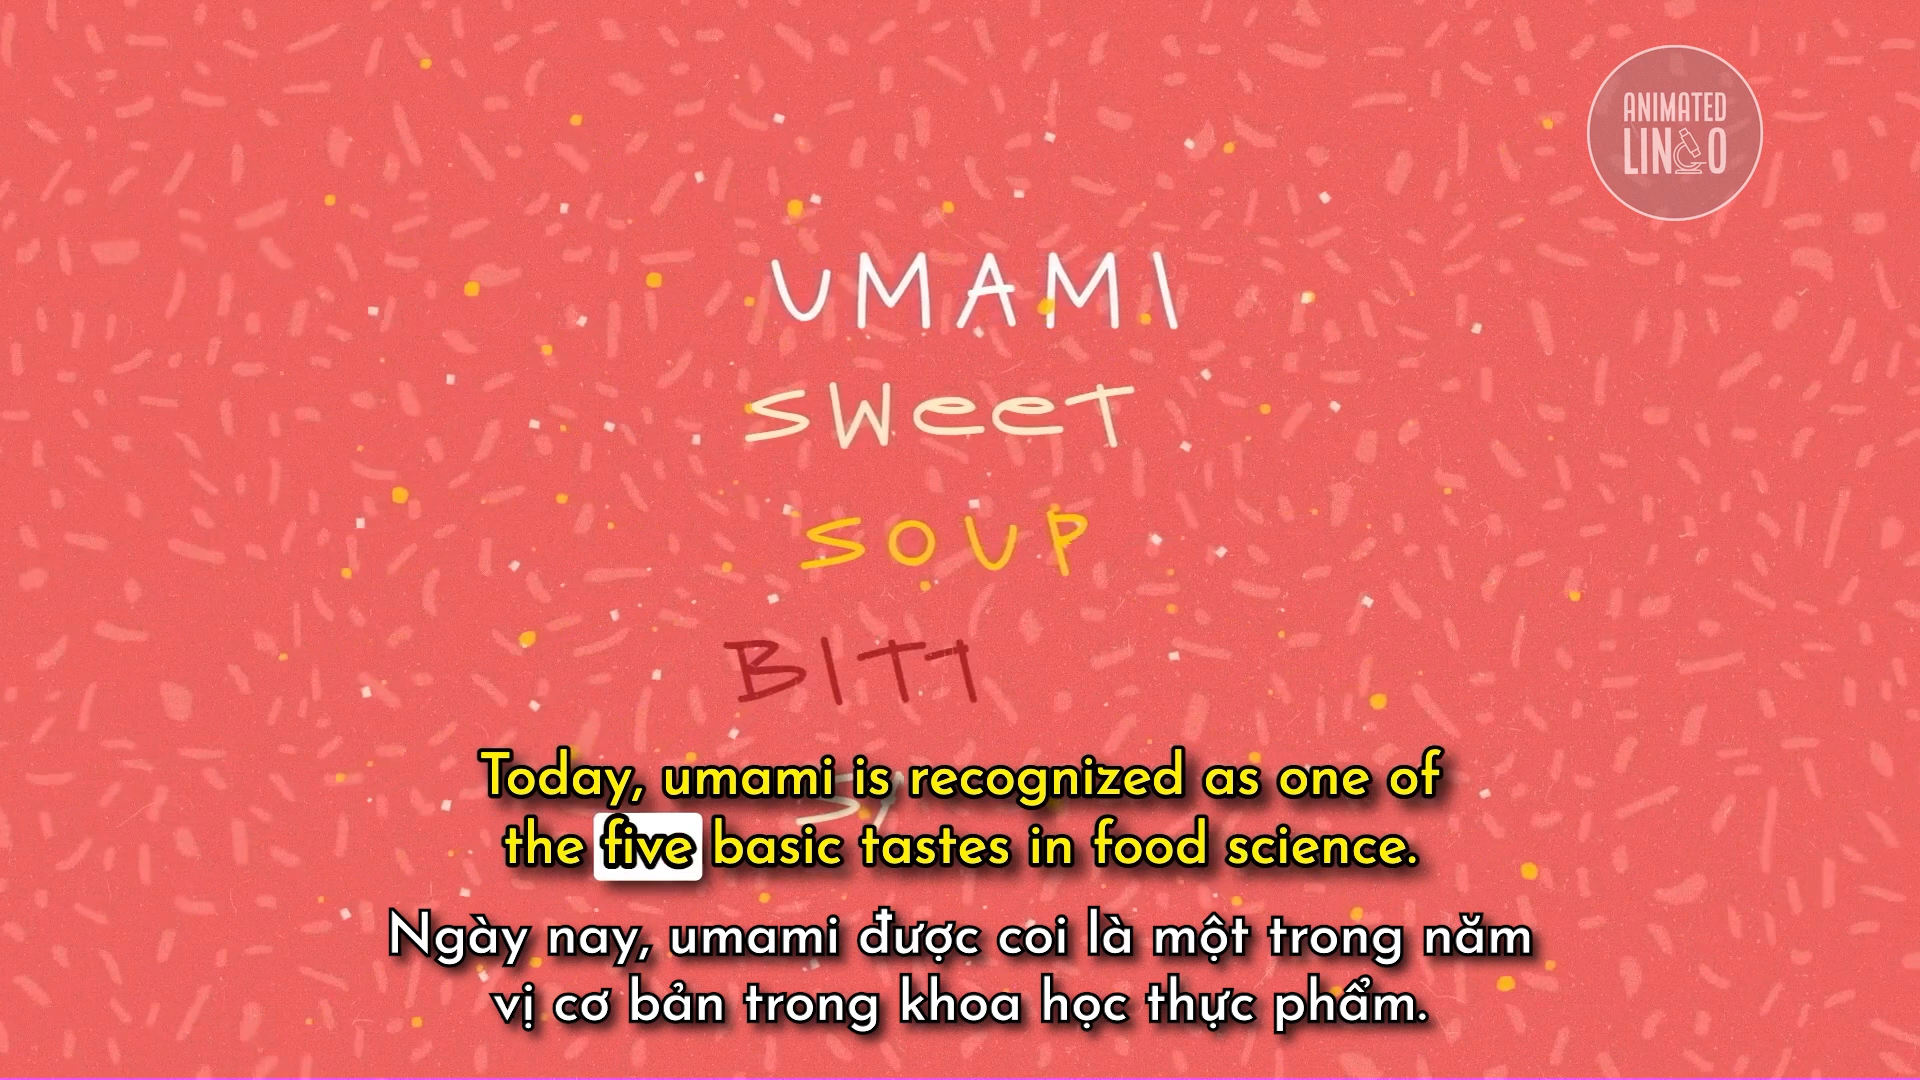 ANIMATED
LINGO
UMAMI
SWEET
SOUP
BITT
Today, umami is recognized as one of
the five basic tastes in food science.
Ngày nay, umami được coi là một trong năm
vị cơ bản trong khoa học thực phẩm.